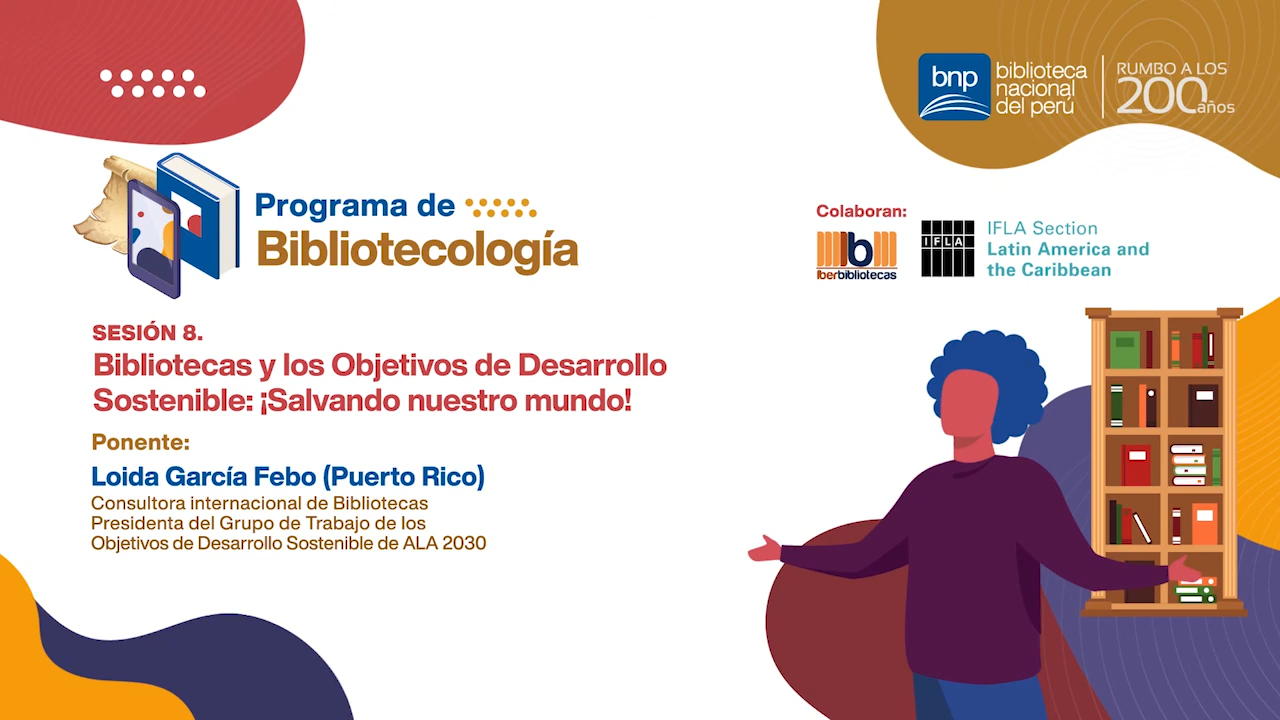 bnp
biblioteca
nacional
del perú
RUMBO A LOS
200 años
Programa de
Bibliotecología
Colaboran:
Iberbibliotecas
IFLA
IFLA Section
Latin America and
the Caribbean
SESIÓN 8.
Bibliotecas y los Objetivos de Desarrollo
Sostenible: ¡Salvando nuestro mundo!
Ponente:
Loida García Febo (Puerto Rico)
Consultora internacional de Bibliotecas
Presidenta del Grupo de Trabajo de los
Objetivos de Desarrollo Sostenible de ALA 2030